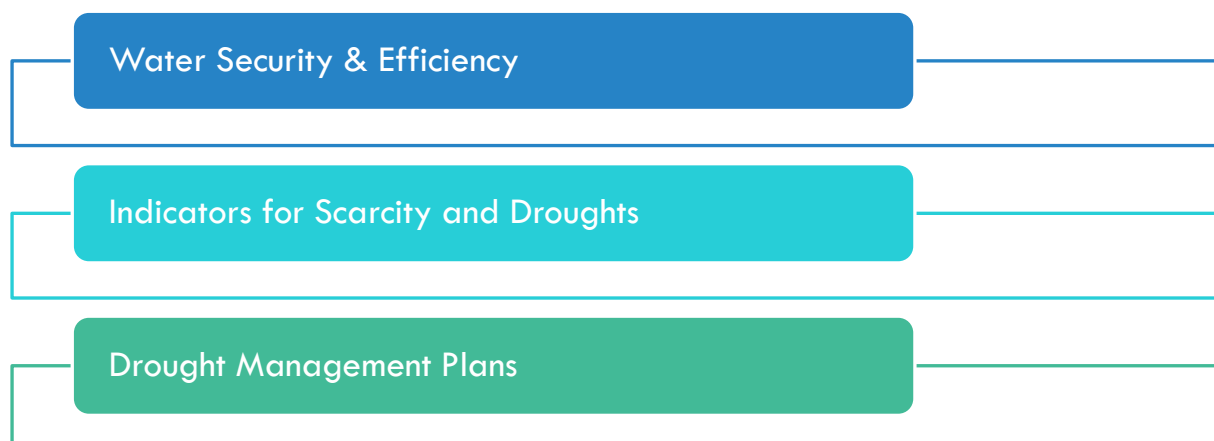 Water Security & Efficiency
Indicators for Scarcity and Droughts
Drought Management Plans